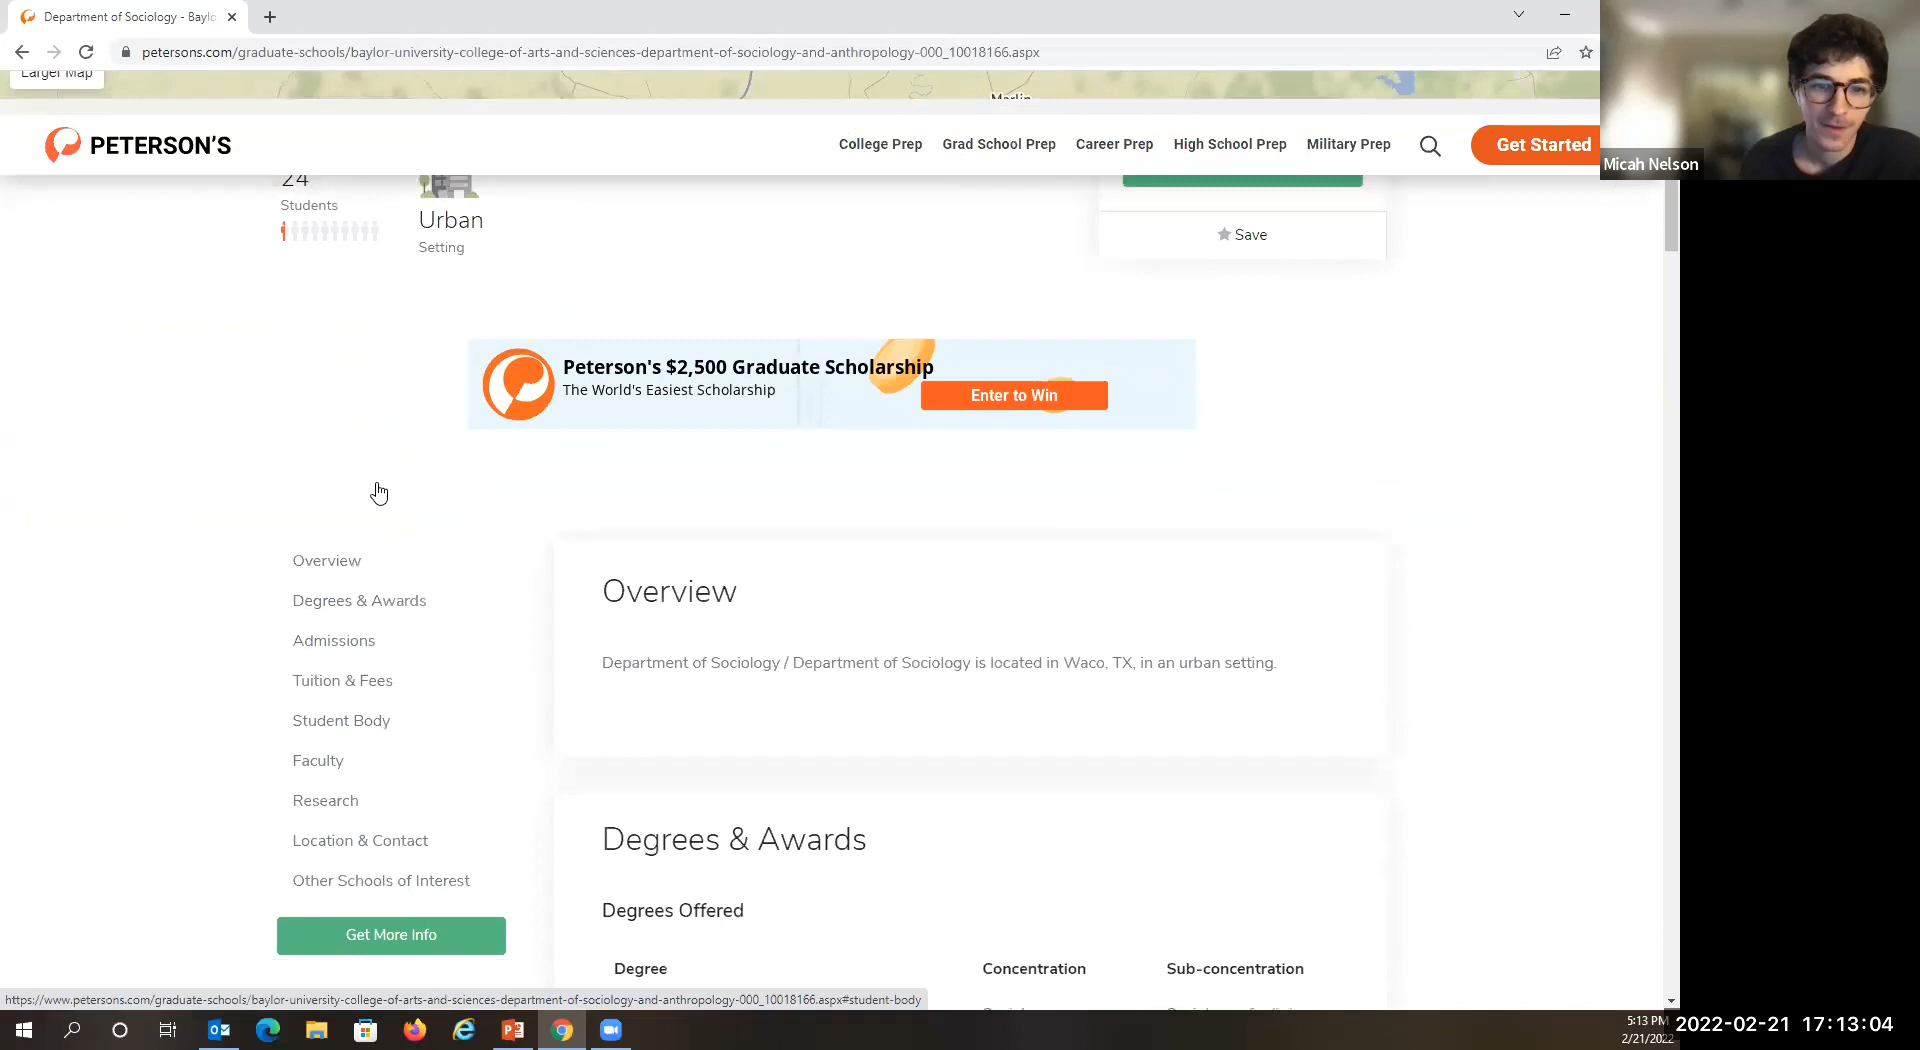 Department of Sociology - Baylo
petersons.com/graduate-schools/baylor-university-college-of-arts-and-sciences-department-of-sociology-and-anthropology-000_10018166.aspx
Larger Map
Marlin
PETERSON'S
College Prep
Grad School Prep
Career Prep
High School Prep
Military Prep
Get Started
Micah Nelson
24
Students
Urban
Setting
Save
Peterson's $2,500 Graduate Scholarship
The World's Easiest Scholarship
Enter to Win
Overview
Degrees & Awards
Admissions
Tuition & Fees
Student Body
Faculty
Research
Location & Contact
Other Schools of Interest
Get More Info
Overview
Department of Sociology / Department of Sociology is located in Waco, TX, in an urban setting.
Degrees & Awards
Degrees Offered
Degree Concentration Sub-concentration
https://www.petersons.com/graduate-schools/baylor-university-college-of-arts-and-sciences-department-of-sociology-and-anthropology-000_10018166.aspx#student-body
5:13 PM
2/21/2022
2022-02-21 17:13:04